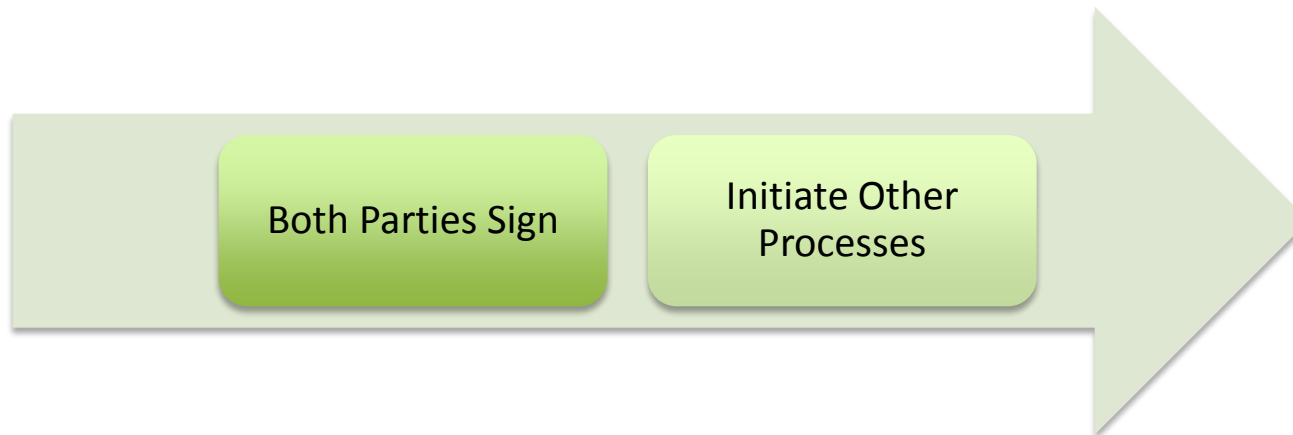 Both Parties Sign
Initiate Other
Processes